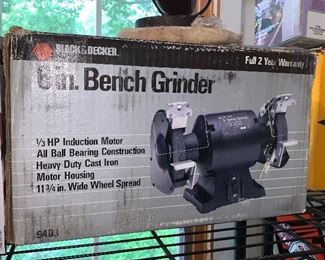 BLACK&DECKER.
Full 2 Year Warranty
6 in. Bench Grinder
1/3 HP Induction Motor
All Ball Bearing Construction
Heavy Duty Cast Iron
Motor Housing
11 3/4 in. Wide Wheel Spread
9403